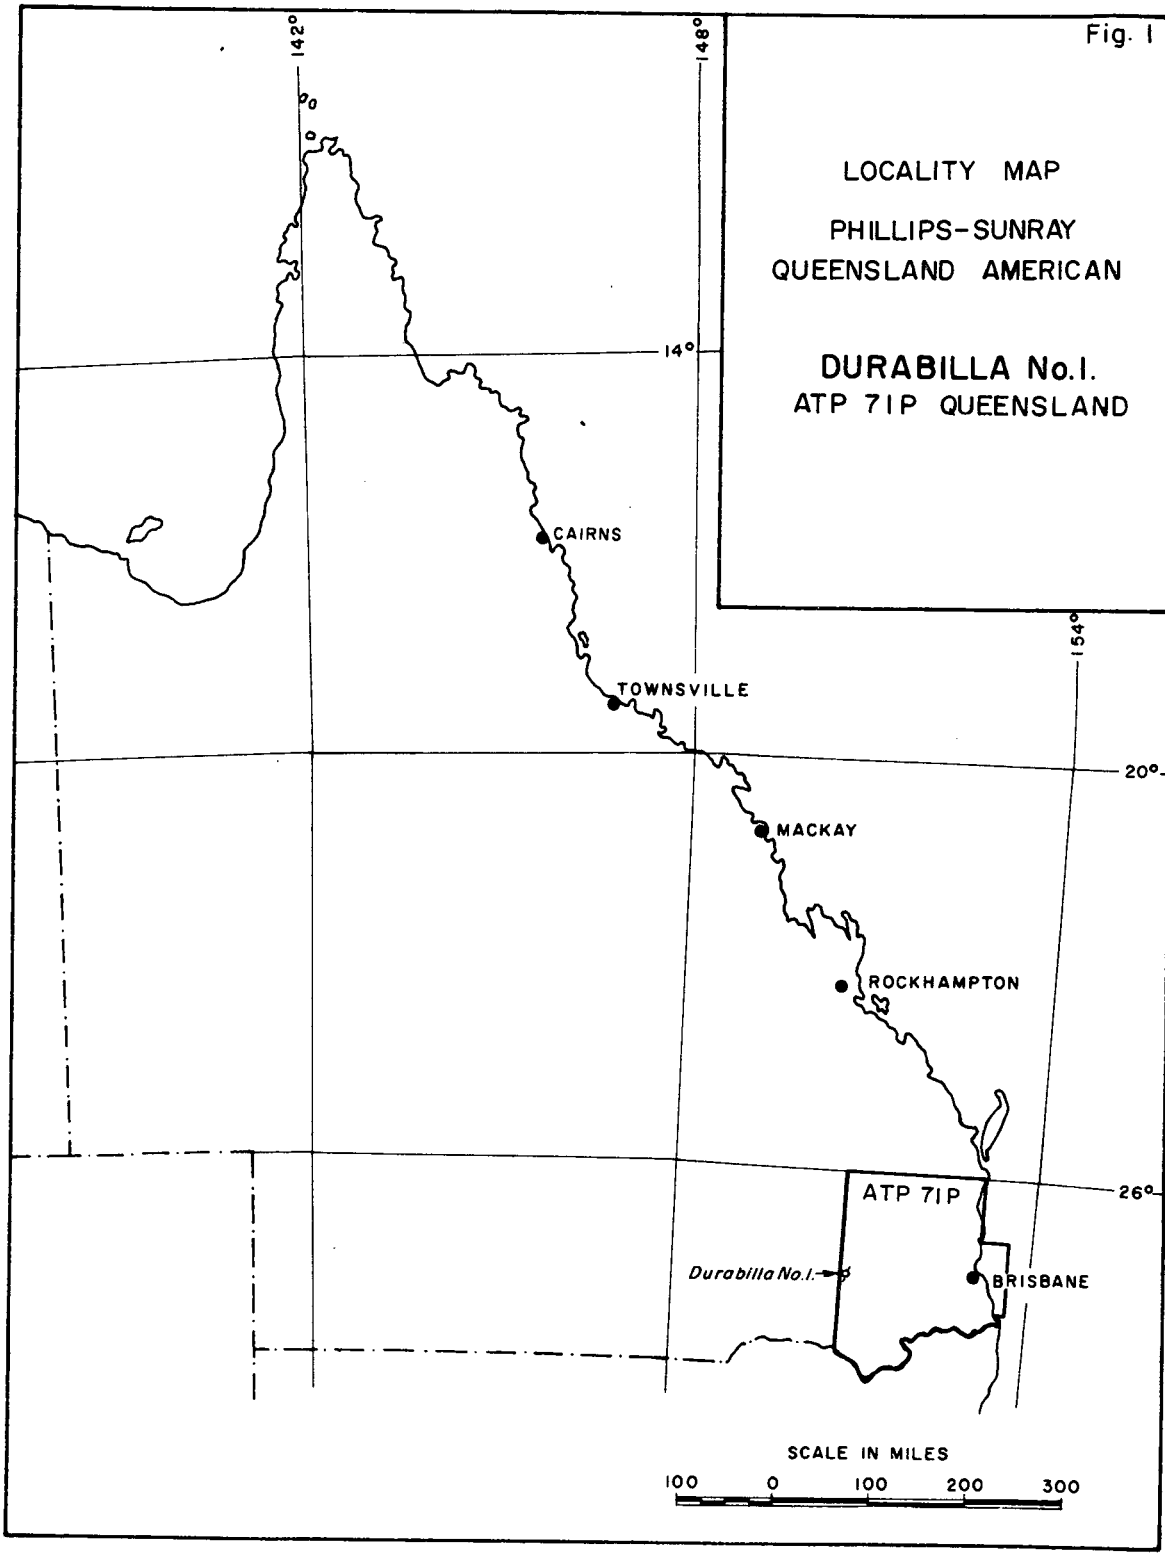 Fig. 1
142°
148°
LOCALITY MAP
PHILLIPS-SUNRAY
QUEENSLAND AMERICAN
DURABILLA No.1.
ATP 71P QUEENSLAND
14°
CAIRNS
154°
TOWNSVILLE
20°
MACKAY
ROCKHAMPTON
ATP 71P
26°
Durabilla No.1.
BRISBANE
SCALE IN MILES
100 0 100 200 300